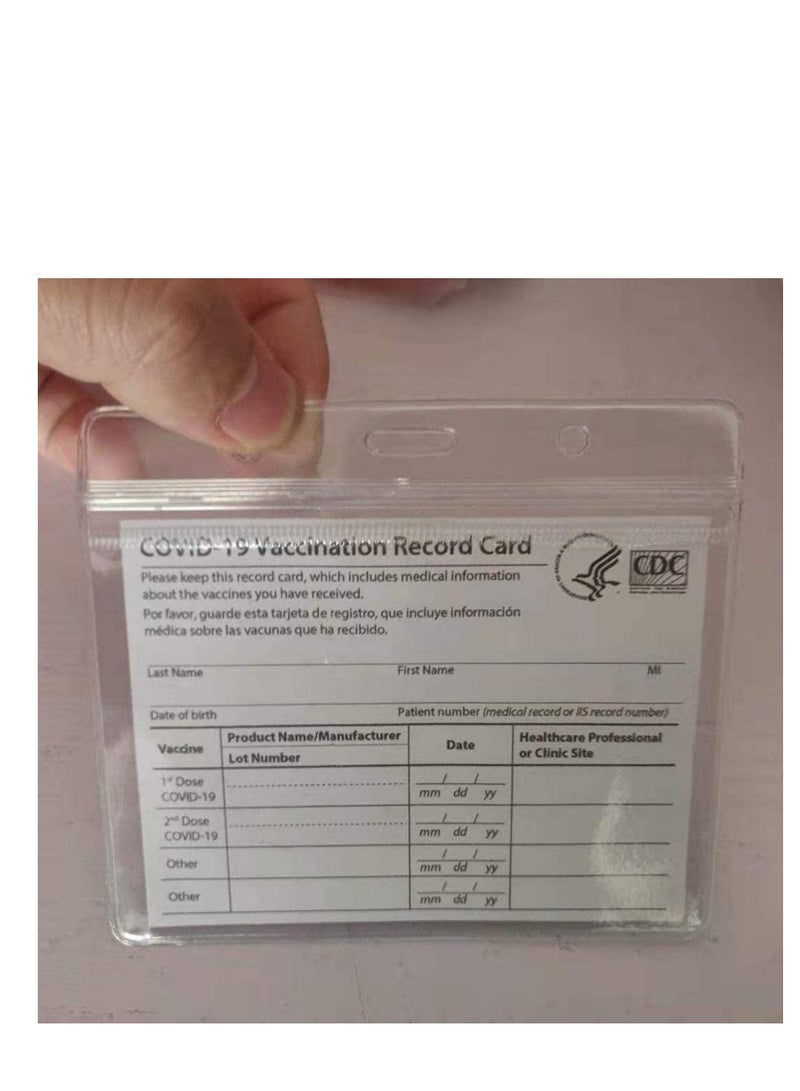 COVID-19 Vaccination Record Card
CDC
Please keep this record card, which includes medical information
about the vaccines you have received.
Por favor, guarde esta tarjeta de registro, que incluye información
médica sobre las vacunas que ha recibido.
Last Name First Name MI
Date of birth Patient number (medical record or IIS record number)
Vaccine
Product Name/Manufacturer
Lot Number
Date
Healthcare Professional
or Clinic Site
1st Dose
COVID-19
/ /
mm dd yy
2nd Dose
COVID-19
/ /
mm dd yy
Other
/ /
mm dd yy
Other
/ /
mm dd yy